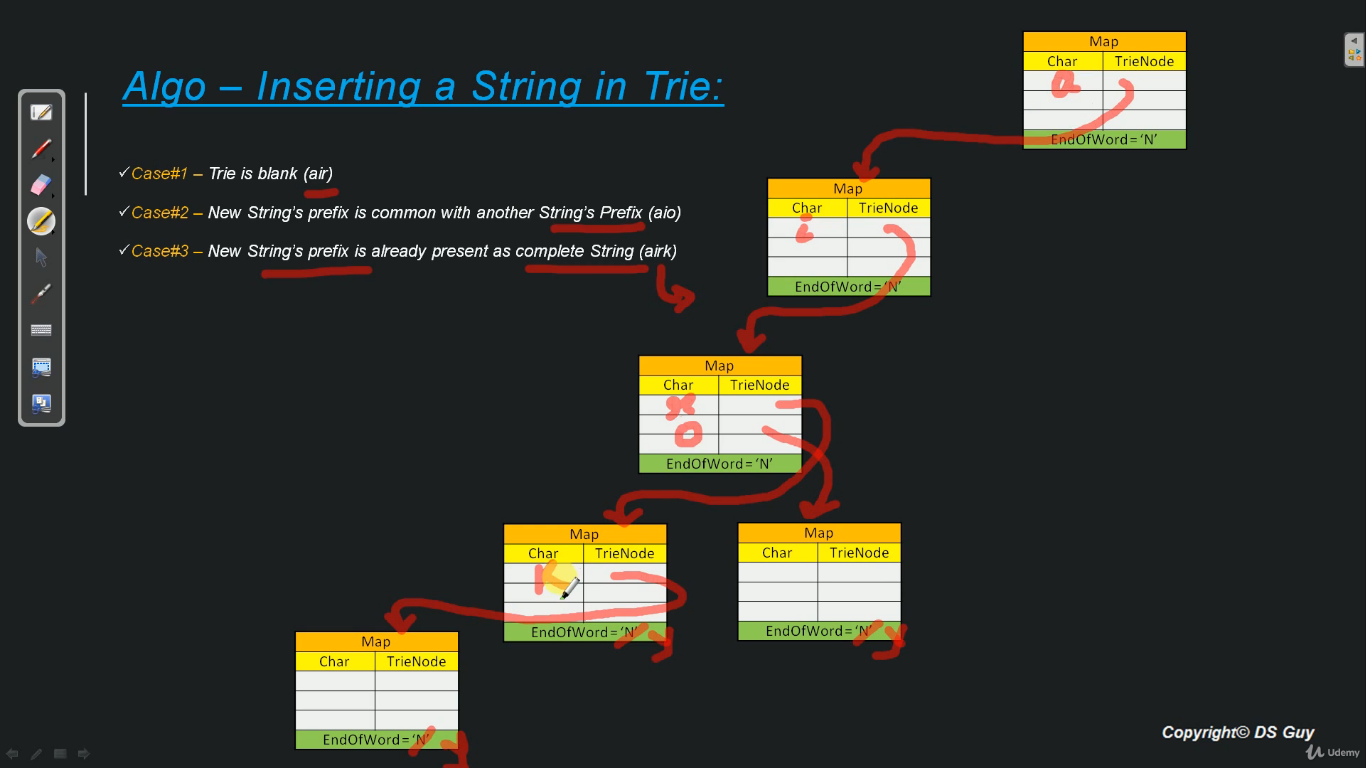 Algo – Inserting a String in Trie:
✓Case#1 – Trie is blank (air)
✓Case#2 – New String's prefix is common with another String's Prefix (aio)
✓Case#3 – New String's prefix is already present as complete String (airk)
Map
Char TrieNode
a
EndOfWord = 'N'
Map
Char TrieNode
i
EndOfWord = 'N'
Map
Char TrieNode
o
EndOfWord = 'N'
Map
Char TrieNode
K
EndOfWord = 'N' y
Map
Char TrieNode
EndOfWord = 'N' y
Map
Char TrieNode
EndOfWord = 'N' y
Copyright© DS Guy
Udemy